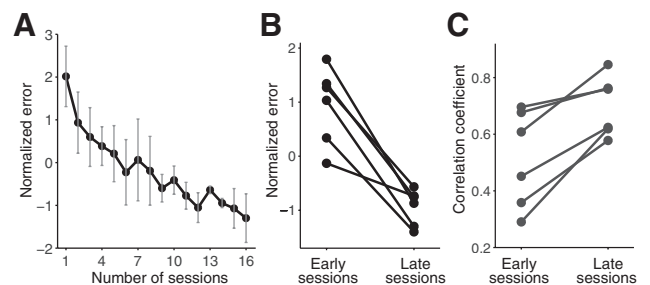 A
B
C
Normalized error
3
2
1
0
−1
−2
1
4
7
10
13
16
Number of sessions
Normalized error
2
1
0
−1
Early
sessions
Late
sessions
Correlation coefficient
0.8
0.6
0.4
0.2
Early
sessions
Late
sessions